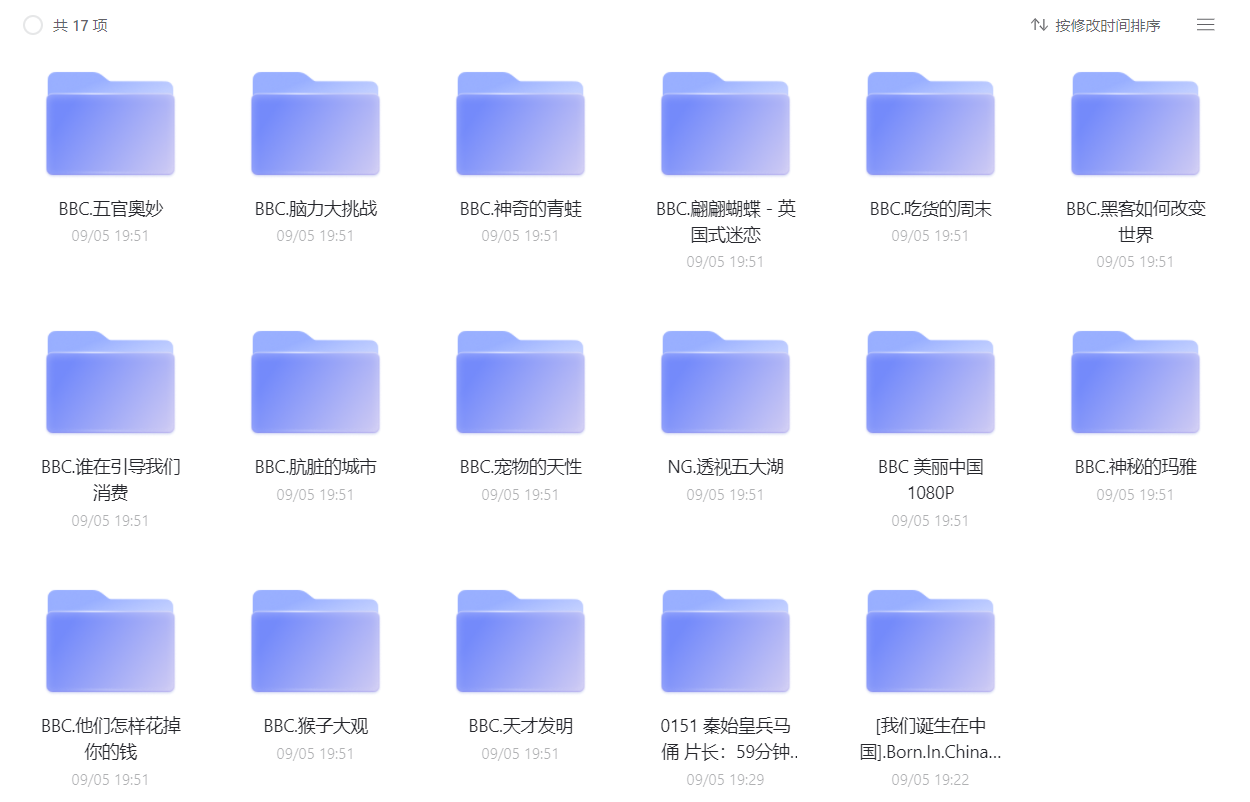 共 17 项
按修改时间排序
BBC.五官奧妙
09/05 19:51
BBC.脑力大挑战
09/05 19:51
BBC.神奇的青蛙
09/05 19:51
BBC.翩翩蝴蝶 - 英
国式迷恋
09/05 19:51
BBC.吃货的周末
09/05 19:51
BBC.黑客如何改变
世界
09/05 19:51
BBC.谁在引导我们
消费
09/05 19:51
BBC.肮脏的城市
09/05 19:51
BBC.宠物的天性
09/05 19:51
NG.透视五大湖
09/05 19:51
BBC 美丽中国
1080P
09/05 19:51
BBC.神秘的玛雅
09/05 19:51
BBC.他们怎样花掉
你的钱
09/05 19:51
BBC.猴子大观
09/05 19:51
BBC.天才发明
09/05 19:51
0151 秦始皇兵马
俑 片长：59分钟..
09/05 19:29
[我们诞生在中
国].Born.In.China...
09/05 19:22